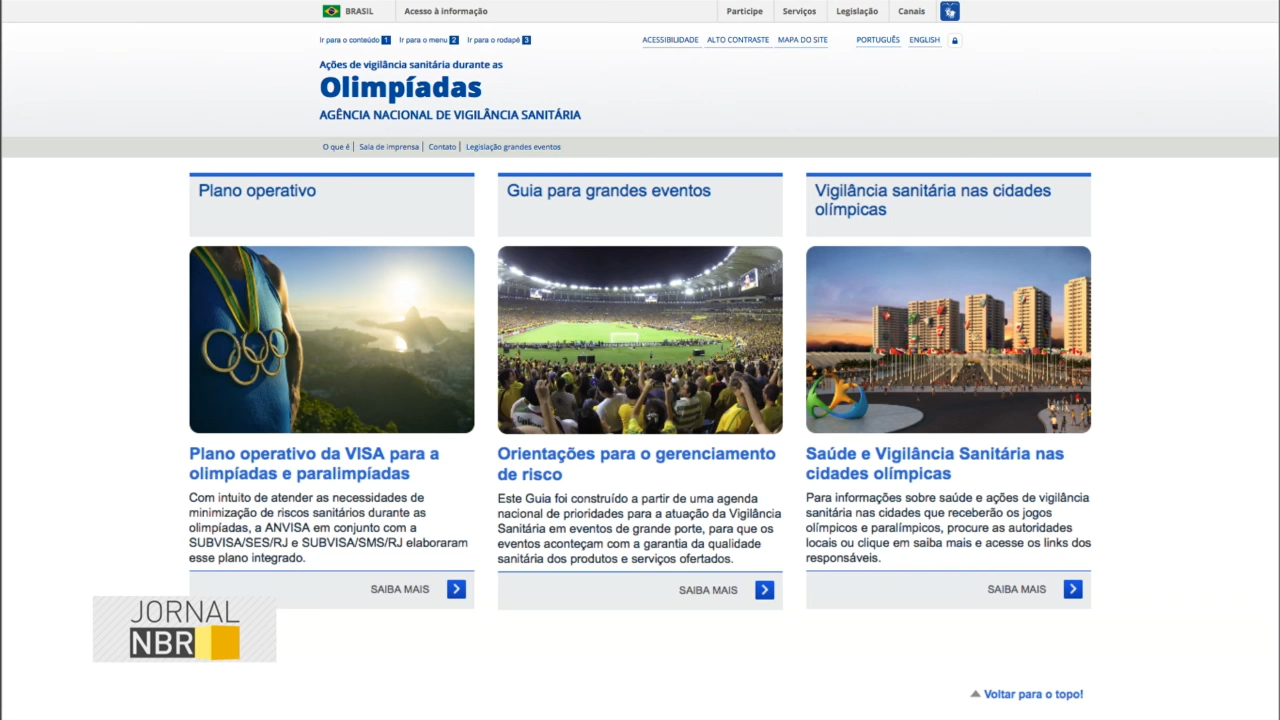 BRASIL
Acesso à informação
Participe
Serviços
Legislação
Canais
Ir para o conteúdo 1
Ir para o menu 2
Ir para o rodapé 3
ACESSIBILIDADE
ALTO CONTRASTE
MAPA DO SITE
PORTUGUÊS
ENGLISH
Ações de vigilância sanitária durante as
Olimpíadas
AGÊNCIA NACIONAL DE VIGILÂNCIA SANITÁRIA
O que é
Sala de imprensa
Contato
Legislação grandes eventos
Plano operativo
Plano operativo da VISA para a
olimpíadas e paralimpíadas
Com intuito de atender as necessidades de
minimização de riscos sanitários durante as
olimpíadas, a ANVISA em conjunto com a
SUBVISA/SES/RJ e SUBVISA/SMS/RJ elaboraram
esse plano integrado.
SAIBA MAIS
Guia para grandes eventos
Orientações para o gerenciamento
de risco
Este Guia foi construído a partir de uma agenda
nacional de prioridades para a atuação da Vigilância
Sanitária em eventos de grande porte, para que os
eventos aconteçam com a garantia da qualidade
sanitária dos produtos e serviços ofertados.
SAIBA MAIS
Vigilância sanitária nas cidades
olímpicas
Saúde e Vigilância Sanitária nas
cidades olímpicas
Para informações sobre saúde e ações de vigilância
sanitária nas cidades que receberão os jogos
olímpicos e paralímpicos, procure as autoridades
locais ou clique em saiba mais e acesse os links dos
responsáveis.
SAIBA MAIS
JORNAL
NBR
Voltar para o topo!